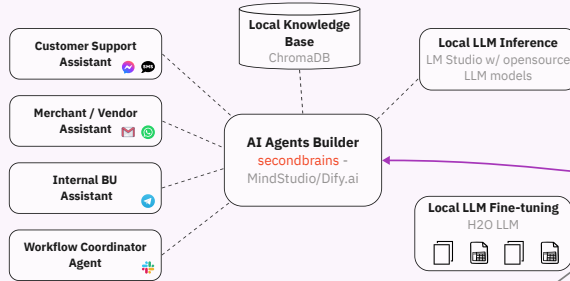 Customer Support
Assistant
SMS
Merchant / Vendor
Assistant
Internal BU
Assistant
Workflow Coordinator
Agent
Local Knowledge
Base
ChromaDB
AI Agents Builder
secondbrains -
MindStudio/Dify.ai
Local LLM Inference
LM Studio w/ opensource
LLM models
Local LLM Fine-tuning
H2O LLM